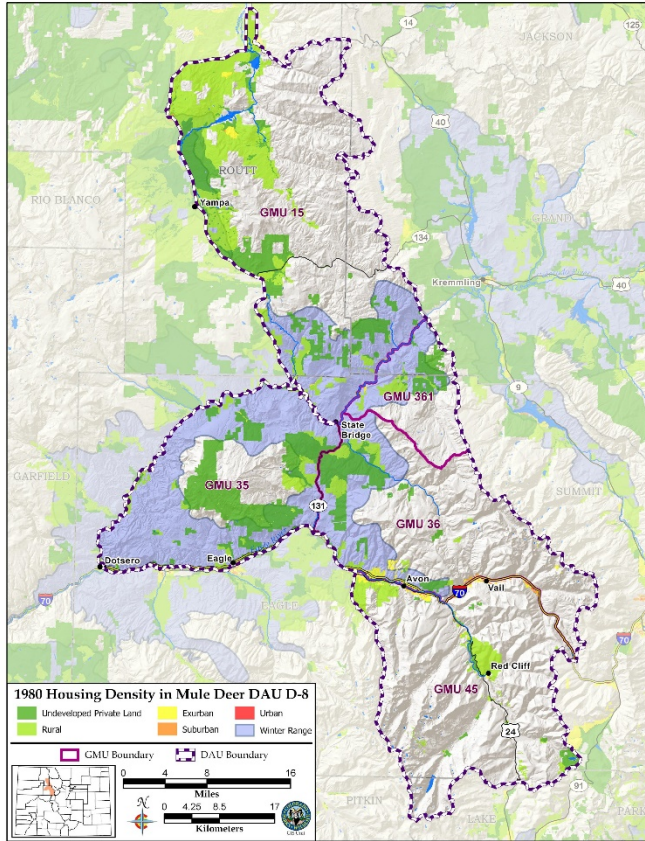 14
JACKSON
125
40
ROUTT
RIO BLANCO
Yampa
GMU 15
GRAND
134
Kremmling
40
9
GMU 361
State
Bridge
GARFIELD
GMU 35
SUMMIT
GMU 36
131
Dotsero
Eagle
Avon
70
Vail
70
EAGLE
70
Red Cliff
GMU 45
24
91
PITKIN
LAKE
PARK
1980 Housing Density in Mule Deer DAU D-8
Undeveloped Private Land
Exurban
Urban
Rural
Suburban
Winter Range
GMU Boundary
DAU Boundary
0 4 8 16
Miles
N
0 4.25 8.5 17
Kilometers